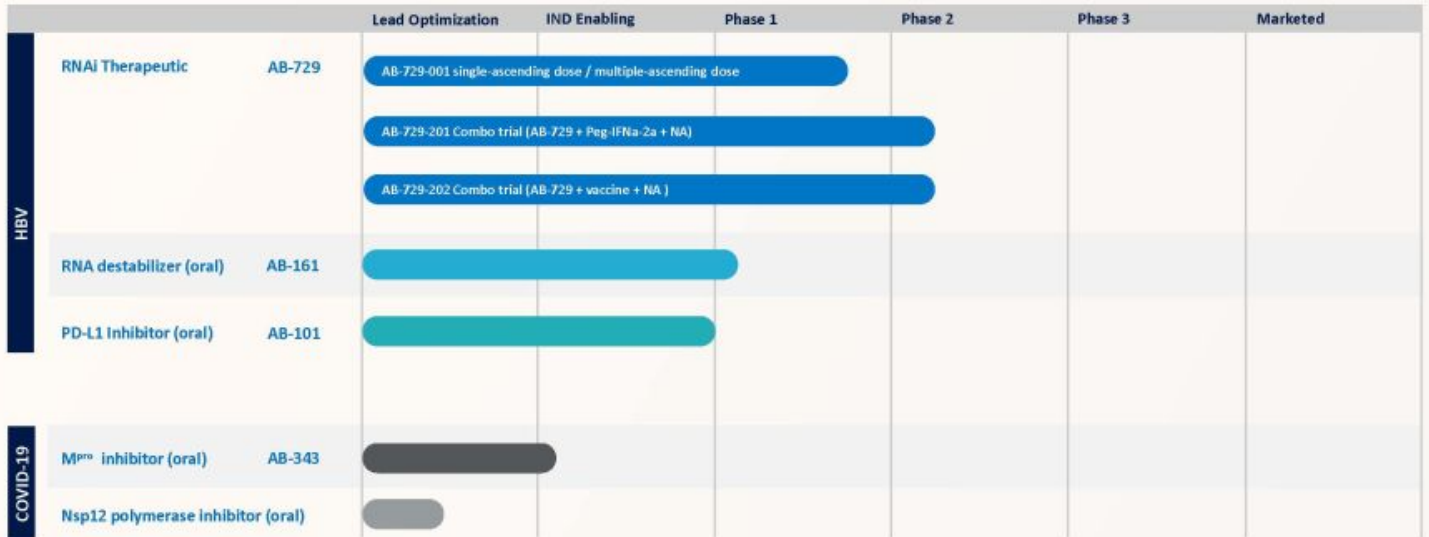 Lead Optimization IND Enabling Phase 1 Phase 2 Phase 3 Marketed
HBV
RNAi Therapeutic AB-729 AB-729-001 single-ascending dose / multiple-ascending dose
AB-729-201 Combo trial (AB-729 + Peg-IFNa-2a + NA)
AB-729-202 Combo trial (AB-729 + vaccine + NA )
RNA destabilizer (oral) AB-161
PD-L1 Inhibitor (oral) AB-101
COVID-19
Mᵖʳᵒ inhibitor (oral) AB-343
Nsp12 polymerase inhibitor (oral)